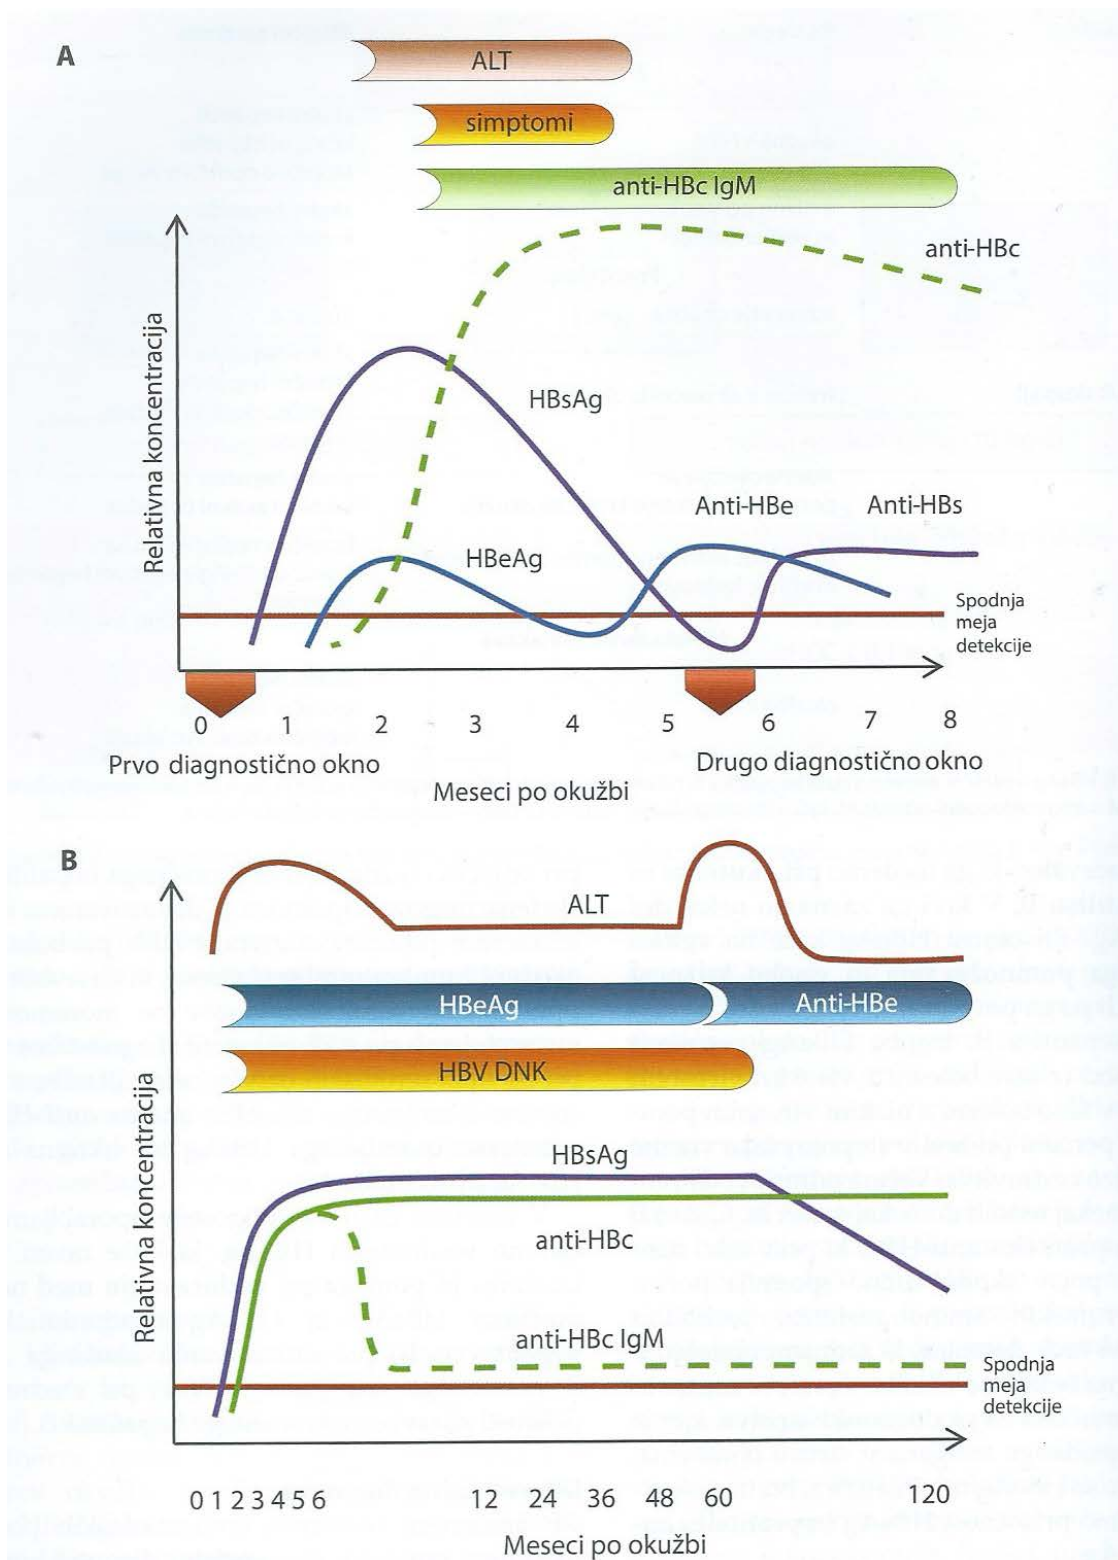 A
ALT
simptomi
anti-HBc IgM
anti-HBc
Relativna koncentracija
HBsAg
Anti-HBe
Anti-HBs
HBeAg
Spodnja
meja
detekcije
0 1 2 3 4 5 6 7 8
Prvo diagnostično okno
Drugo diagnostično okno
Meseci po okužbi
B
ALT
HBeAg
Anti-HBe
HBV DNK
Relativna koncentracija
HBsAg
anti-HBc
anti-HBc IgM
Spodnja
meja
detekcije
0 1 2 3 4 5 6 12 24 36 48 60 120
Meseci po okužbi